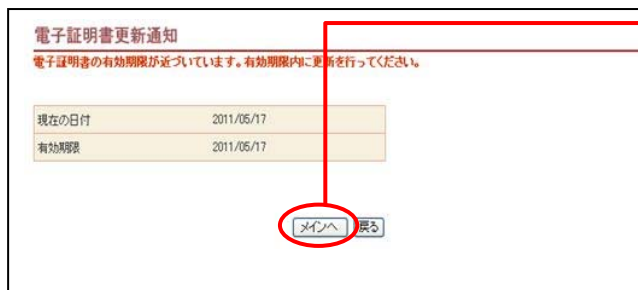 電子証明書更新通知
電子証明書の有効期限が近づいています。有効期限内に更新を行ってください。
現在の日付 2011/05/17
有効期限 2011/05/17
メインへ 戻る